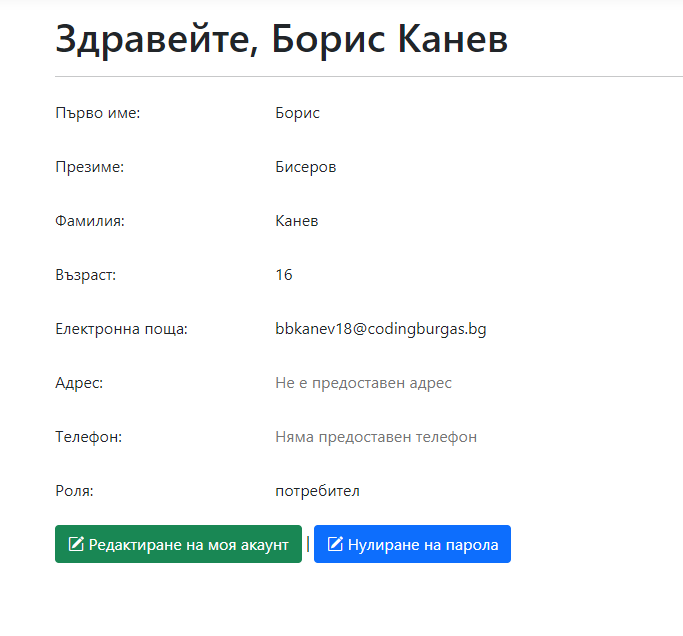 Здравейте, Борис Канев
Първо име: Борис
Презиме: Бисеров
Фамилия: Канев
Възраст: 16
Електронна поща: bbkanev18@codingburgas.bg
Адрес: Не е предоставен адрес
Телефон: Няма предоставен телефон
Роля: потребител
Редактиране на моя акаунт | Нулиране на парола